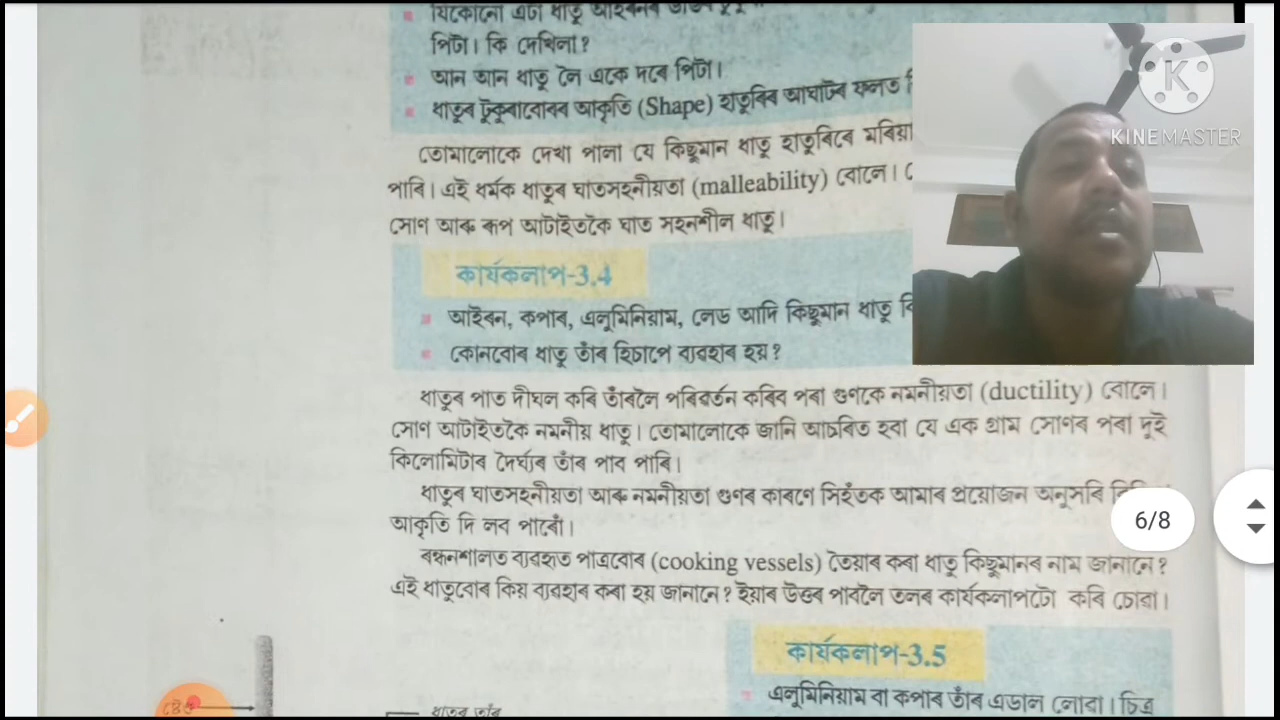 যিকোনো এটা ধাতু
পিটা। কি দেখিলা?
আন আন ধাতু লৈ একে দৰে পিটা।
ধাতুৰ টুকুৰাবোৰৰ আকৃতি (Shape) হাতুৰিৰ আঘাটৰ ফলত
তোমালোকে দেখা পালা যে কিছুমান ধাতু হাতুৰিৰে মৰিয়া
পাৰি। এই ধৰ্মক ধাতুৰ ঘাতসহনীয়তা (malleability) বোলে।
সোণ আৰু ৰূপ আটাইতকৈ ঘাত সহনশীল ধাতু।
কাৰ্যকলাপ-3.4
আইৰন, কপাৰ, এলুমিনিয়াম, লেড আদি কিছুমান ধাতু
কোনবোৰ ধাতু তাঁৰ হিচাপে ব্যৱহাৰ হয়?
ধাতুৰ পাত দীঘল কৰি তাঁৰলৈ পৰিৱৰ্তন কৰিব পৰা গুণকে নমনীয়তা (ductility) বোলে।
সোণ আটাইতকৈ নমনীয় ধাতু। তোমালোকে জানি আচৰিত হবা যে এক গ্ৰাম সোণৰ পৰা দুই
কিলোমিটাৰ দৈৰ্ঘ্যৰ তাঁৰ পাব পাৰি।
ধাতুৰ ঘাতসহনীয়তা আৰু নমনীয়তা গুণৰ কাৰণে সিহঁতক আমাৰ প্ৰয়োজন অনুসৰি
আকৃতি দি লব পাৰোঁ।
ৰন্ধনশালত ব্যৱহৃত পাত্ৰবোৰ (cooking vessels) তৈয়াৰ কৰা ধাতু কিছুমানৰ নাম জানানে?
এই ধাতুবোৰ কিয় ব্যৱহাৰ কৰা হয় জানানে? ইয়াৰ উত্তৰ পাবলৈ তলৰ কাৰ্যকলাপটো কৰি চোৱা।
কাৰ্যকলাপ-3.5
এলুমিনিয়াম বা কপাৰ তাঁৰ এডাল লোৱা। চিত্ৰ
ধাতুৰ তাঁৰ
K
KINEMASTER
6/8